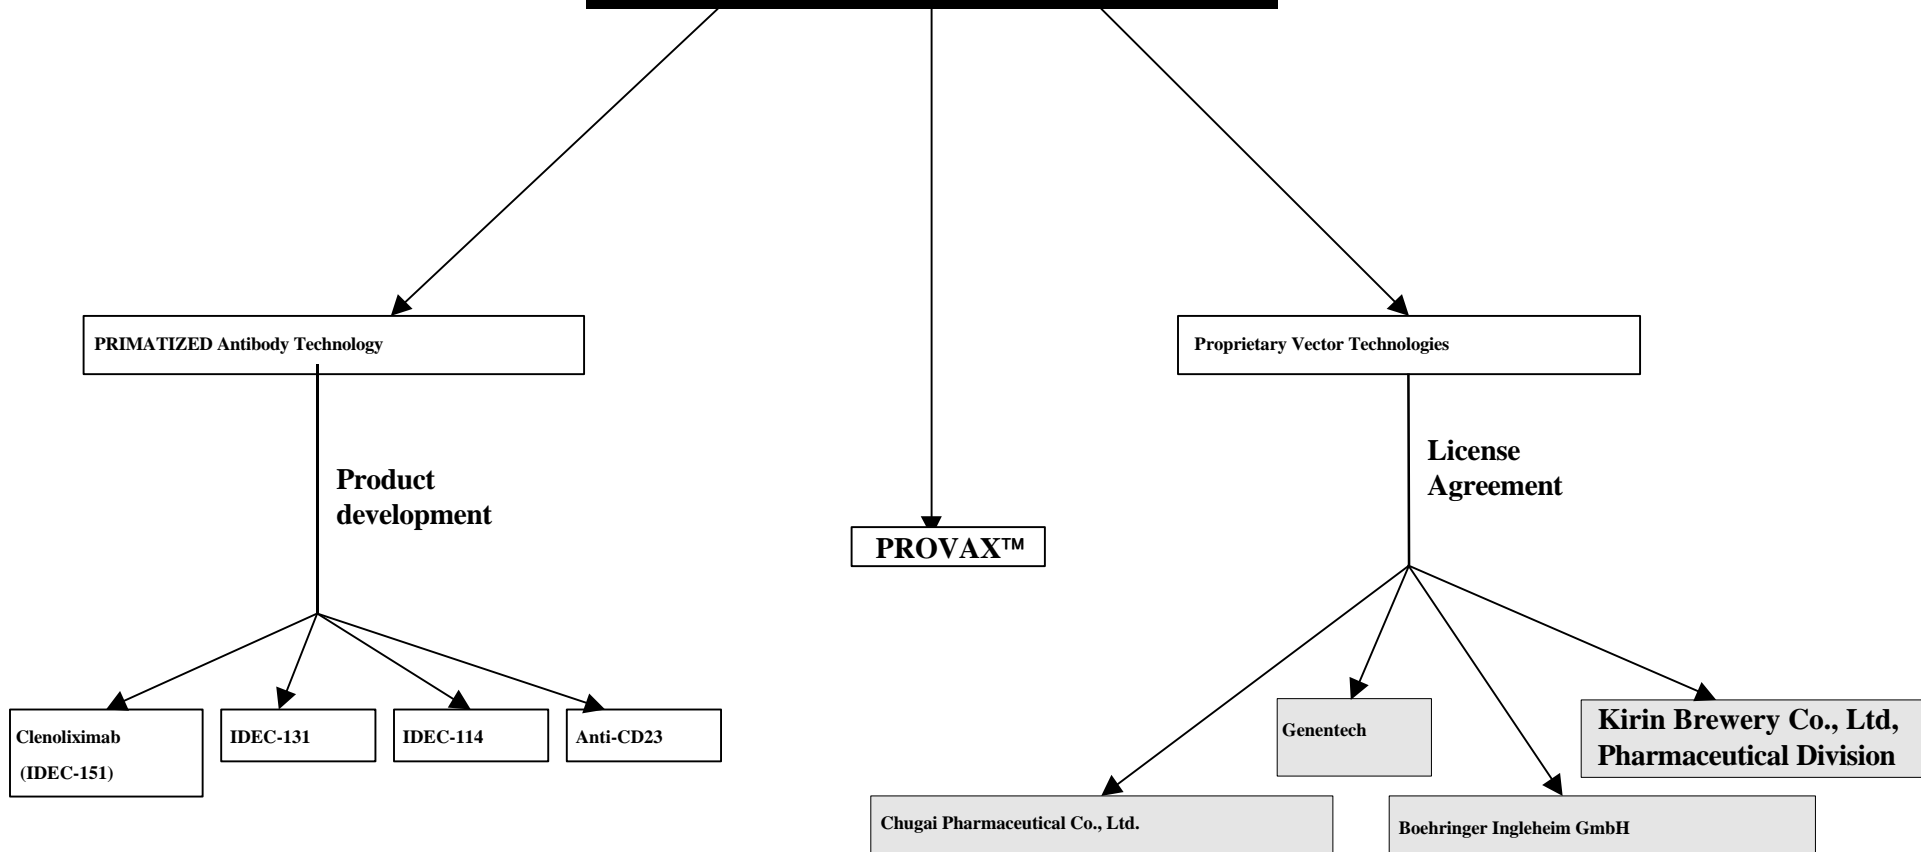 PRIMATIZED Antibody Technology
Proprietary Vector Technologies
Product
development
License
Agreement
PROVAX™
Clenoliximab
(IDEC-151)
IDEC-131
IDEC-114
Anti-CD23
Genentech
Kirin Brewery Co., Ltd,
Pharmaceutical Division
Chugai Pharmaceutical Co., Ltd.
Boehringer Ingleheim GmbH